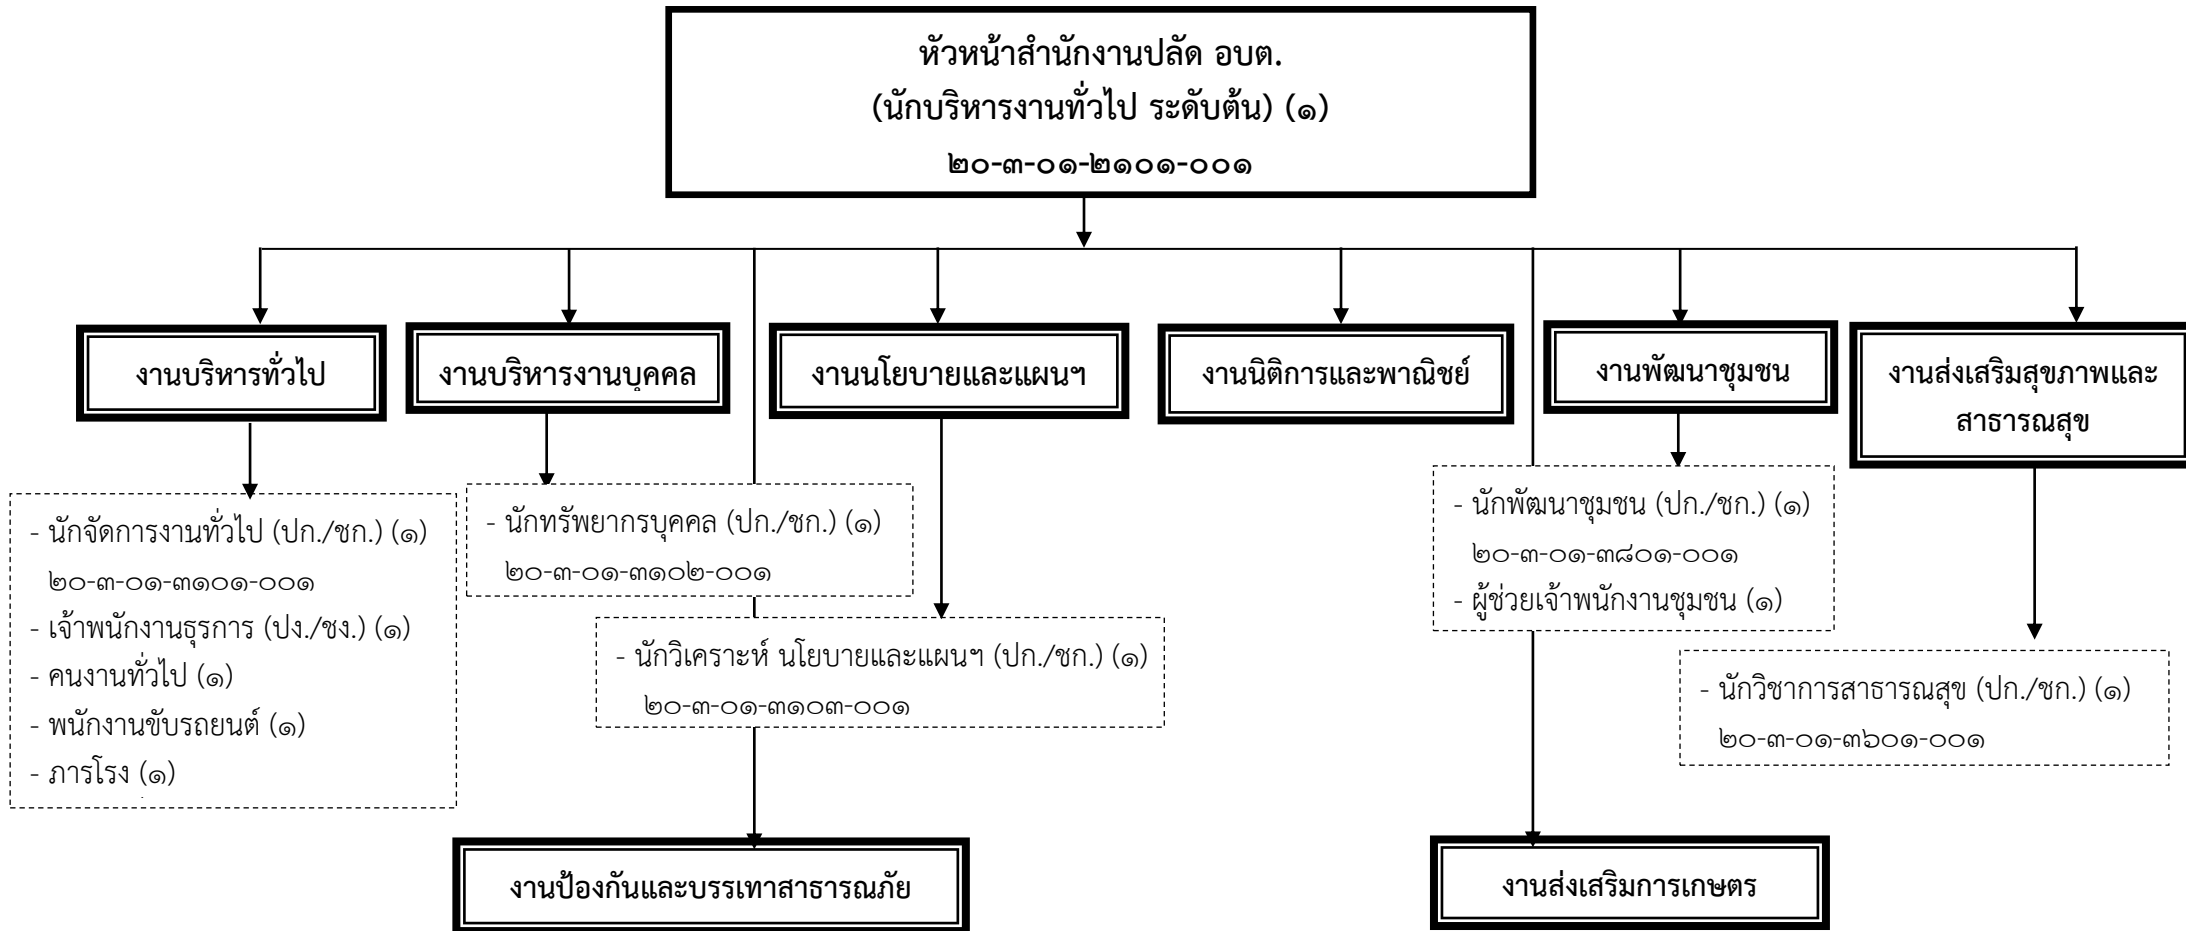 หัวหน้าสำนักงานปลัด อบต.
(นักบริหารงานทั่วไป ระดับต้น) (๑)
๒๐-๓-๐๑-๒๑๐๑-๐๐๑
งานบริหารทั่วไป
งานบริหารงานบุคคล
งานนโยบายและแผนฯ
งานนิติการและพาณิชย์
งานพัฒนาชุมชน
งานส่งเสริมสุขภาพและ
สาธารณสุข
- นักจัดการงานทั่วไป (ปก./ชก.) (๑)
๒๐-๓-๐๑-๓๑๐๑-๐๐๑
- เจ้าพนักงานธุรการ (ปง./ชง.) (๑)
- คนงานทั่วไป (๑)
- พนักงานขับรถยนต์ (๑)
- ภารโรง (๑)
- นักทรัพยากรบุคคล (ปก./ชก.) (๑)
๒๐-๓-๐๑-๓๑๐๒-๐๐๑
- นักวิเคราะห์ นโยบายและแผนฯ (ปก./ชก.) (๑)
๒๐-๓-๐๑-๓๑๐๓-๐๐๑
- นักพัฒนาชุมชน (ปก./ชก.) (๑)
๒๐-๓-๐๑-๓๘๐๑-๐๐๑
- ผู้ช่วยเจ้าพนักงานชุมชน (๑)
- นักวิชาการสาธารณสุข (ปก./ชก.) (๑)
๒๐-๓-๐๑-๓๖๐๑-๐๐๑
งานป้องกันและบรรเทาสาธารณภัย
งานส่งเสริมการเกษตร